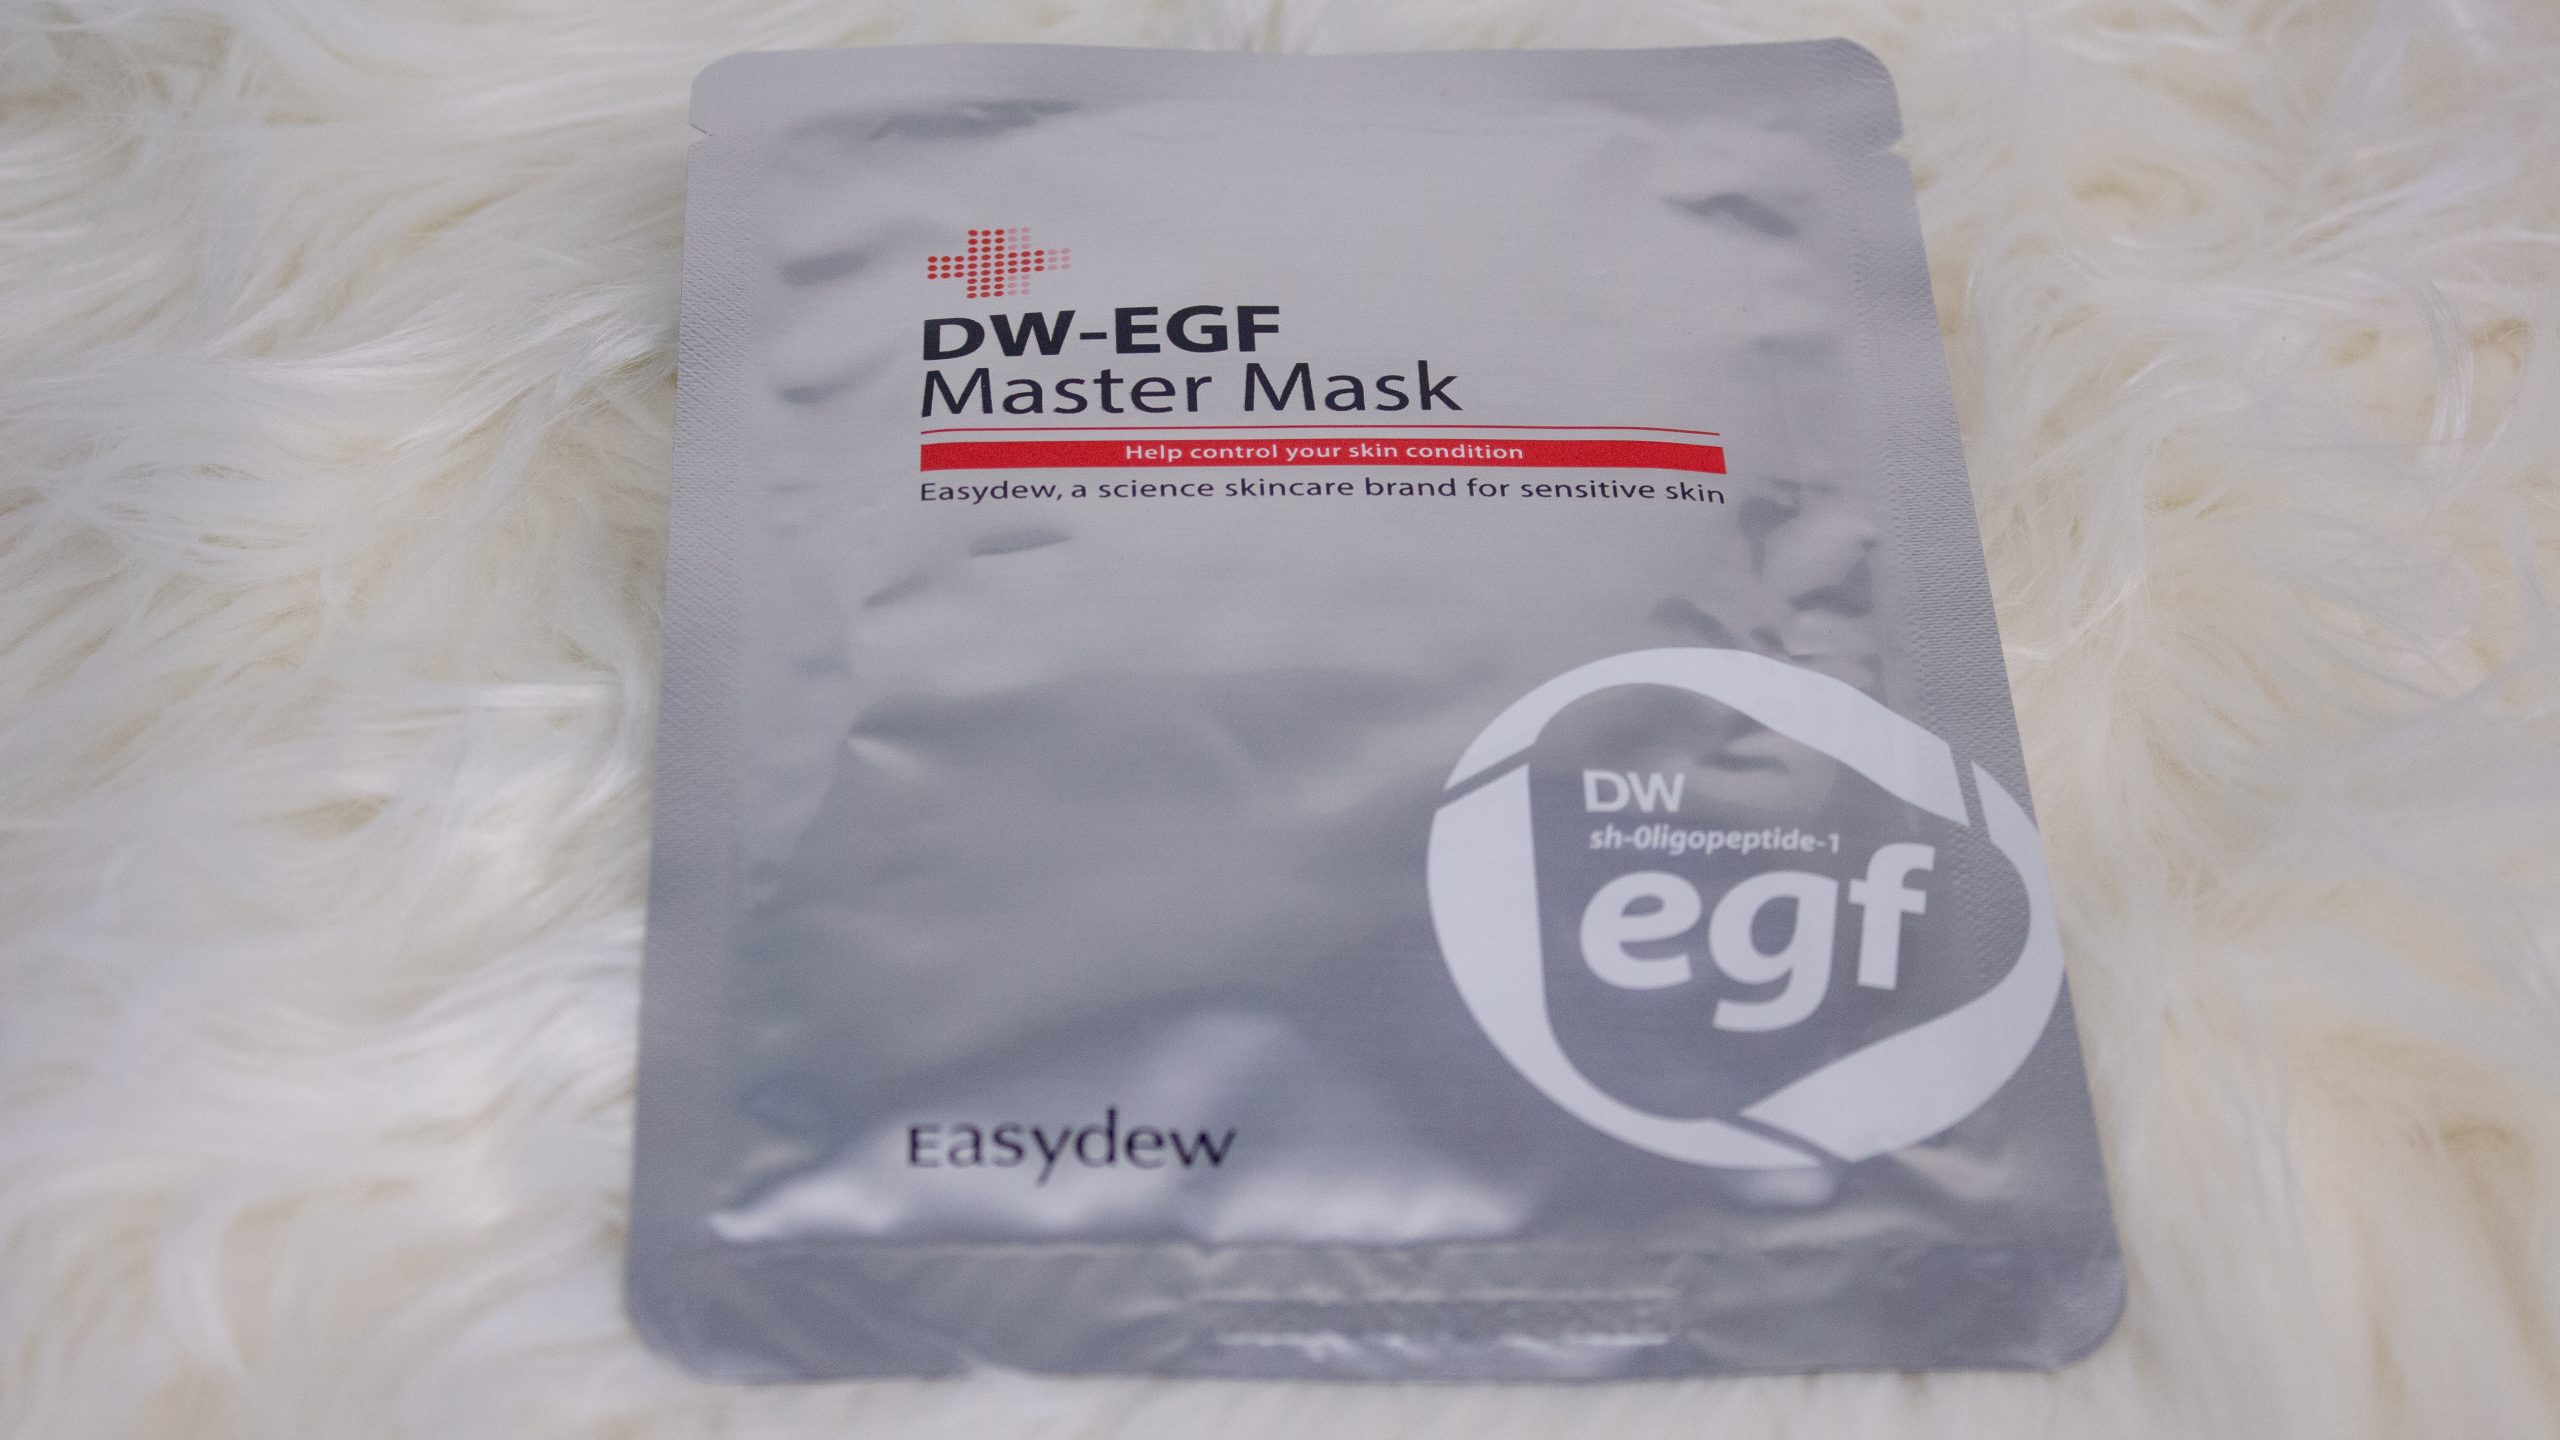 DW-EGF
Master Mask
Help control your skin condition
Easydew, a science skincare brand for sensitive skin
DW
sh-Oligopeptide-1
egf
Easydew